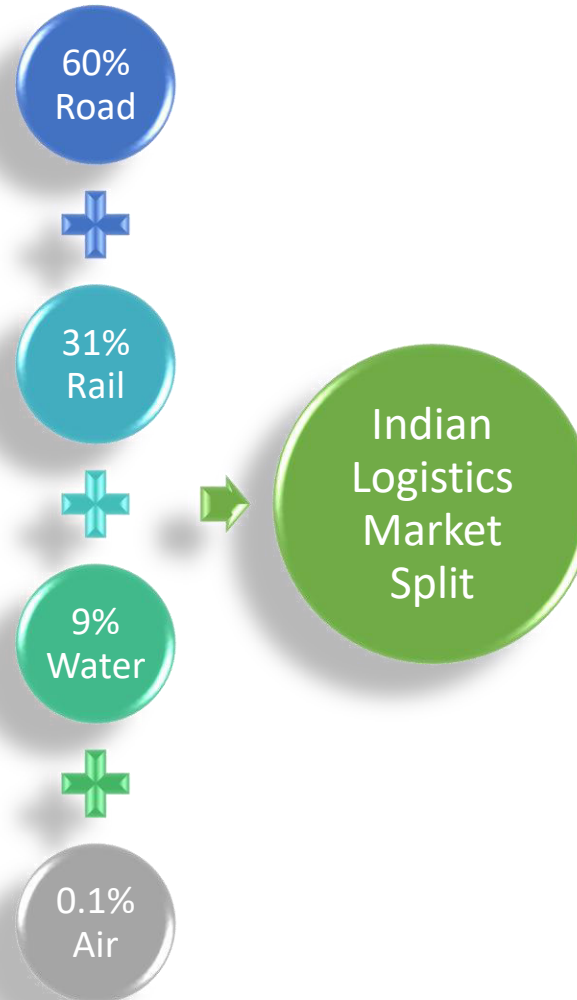 60%
Road
31%
Rail
Indian
Logistics
Market
Split
9%
Water
0.1%
Air